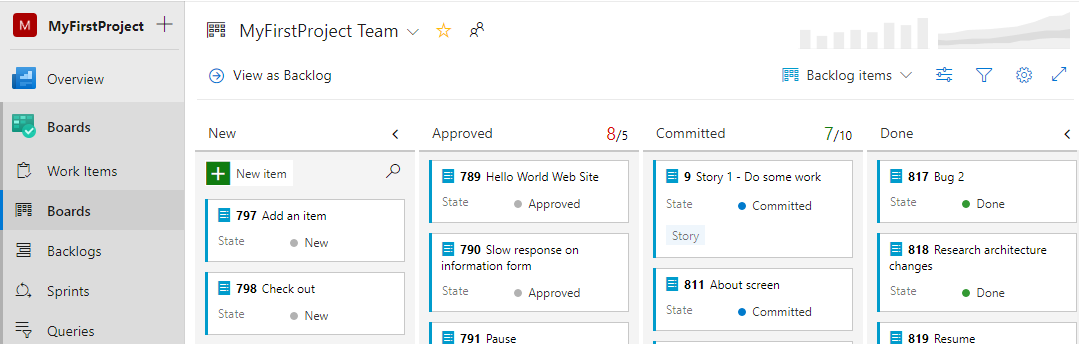 M MyFirstProject
Overview
Boards
Work Items
Boards
Backlogs
Sprints
Queries
MyFirstProject Team
View as Backlog
Backlog items
New
New item
797 Add an item
State New
798 Check out
State New
Approved 8/5
789 Hello World Web Site
State Approved
790 Slow response on
information form
State Approved
791 Pause
Committed 7/10
9 Story 1 - Do some work
State Committed
Story
811 About screen
State Committed
Done
817 Bug 2
State Done
818 Research architecture
changes
State Done
819 Resume